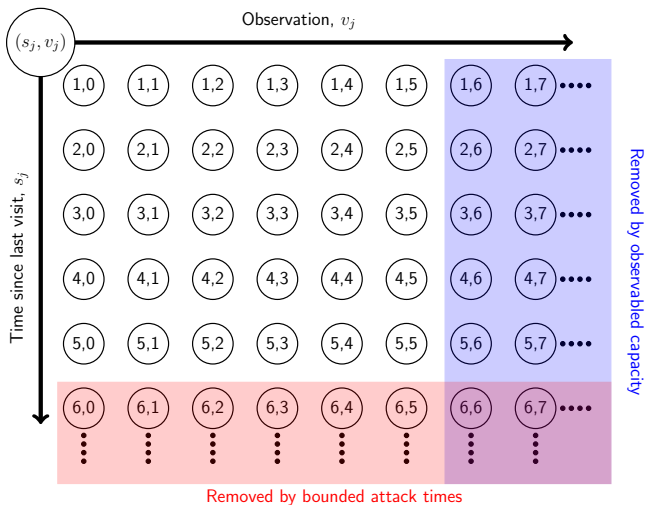 Observation, v_j
(s_j, v_j)
1,0 1,1 1,2 1,3 1,4 1,5 1,6 1,7
2,0 2,1 2,2 2,3 2,4 2,5 2,6 2,7
3,0 3,1 3,2 3,3 3,4 3,5 3,6 3,7
4,0 4,1 4,2 4,3 4,4 4,5 4,6 4,7
5,0 5,1 5,2 5,3 5,4 5,5 5,6 5,7
6,0 6,1 6,2 6,3 6,4 6,5 6,6 6,7
Time since last visit, s_j
Removed by observabled capacity
Removed by bounded attack times